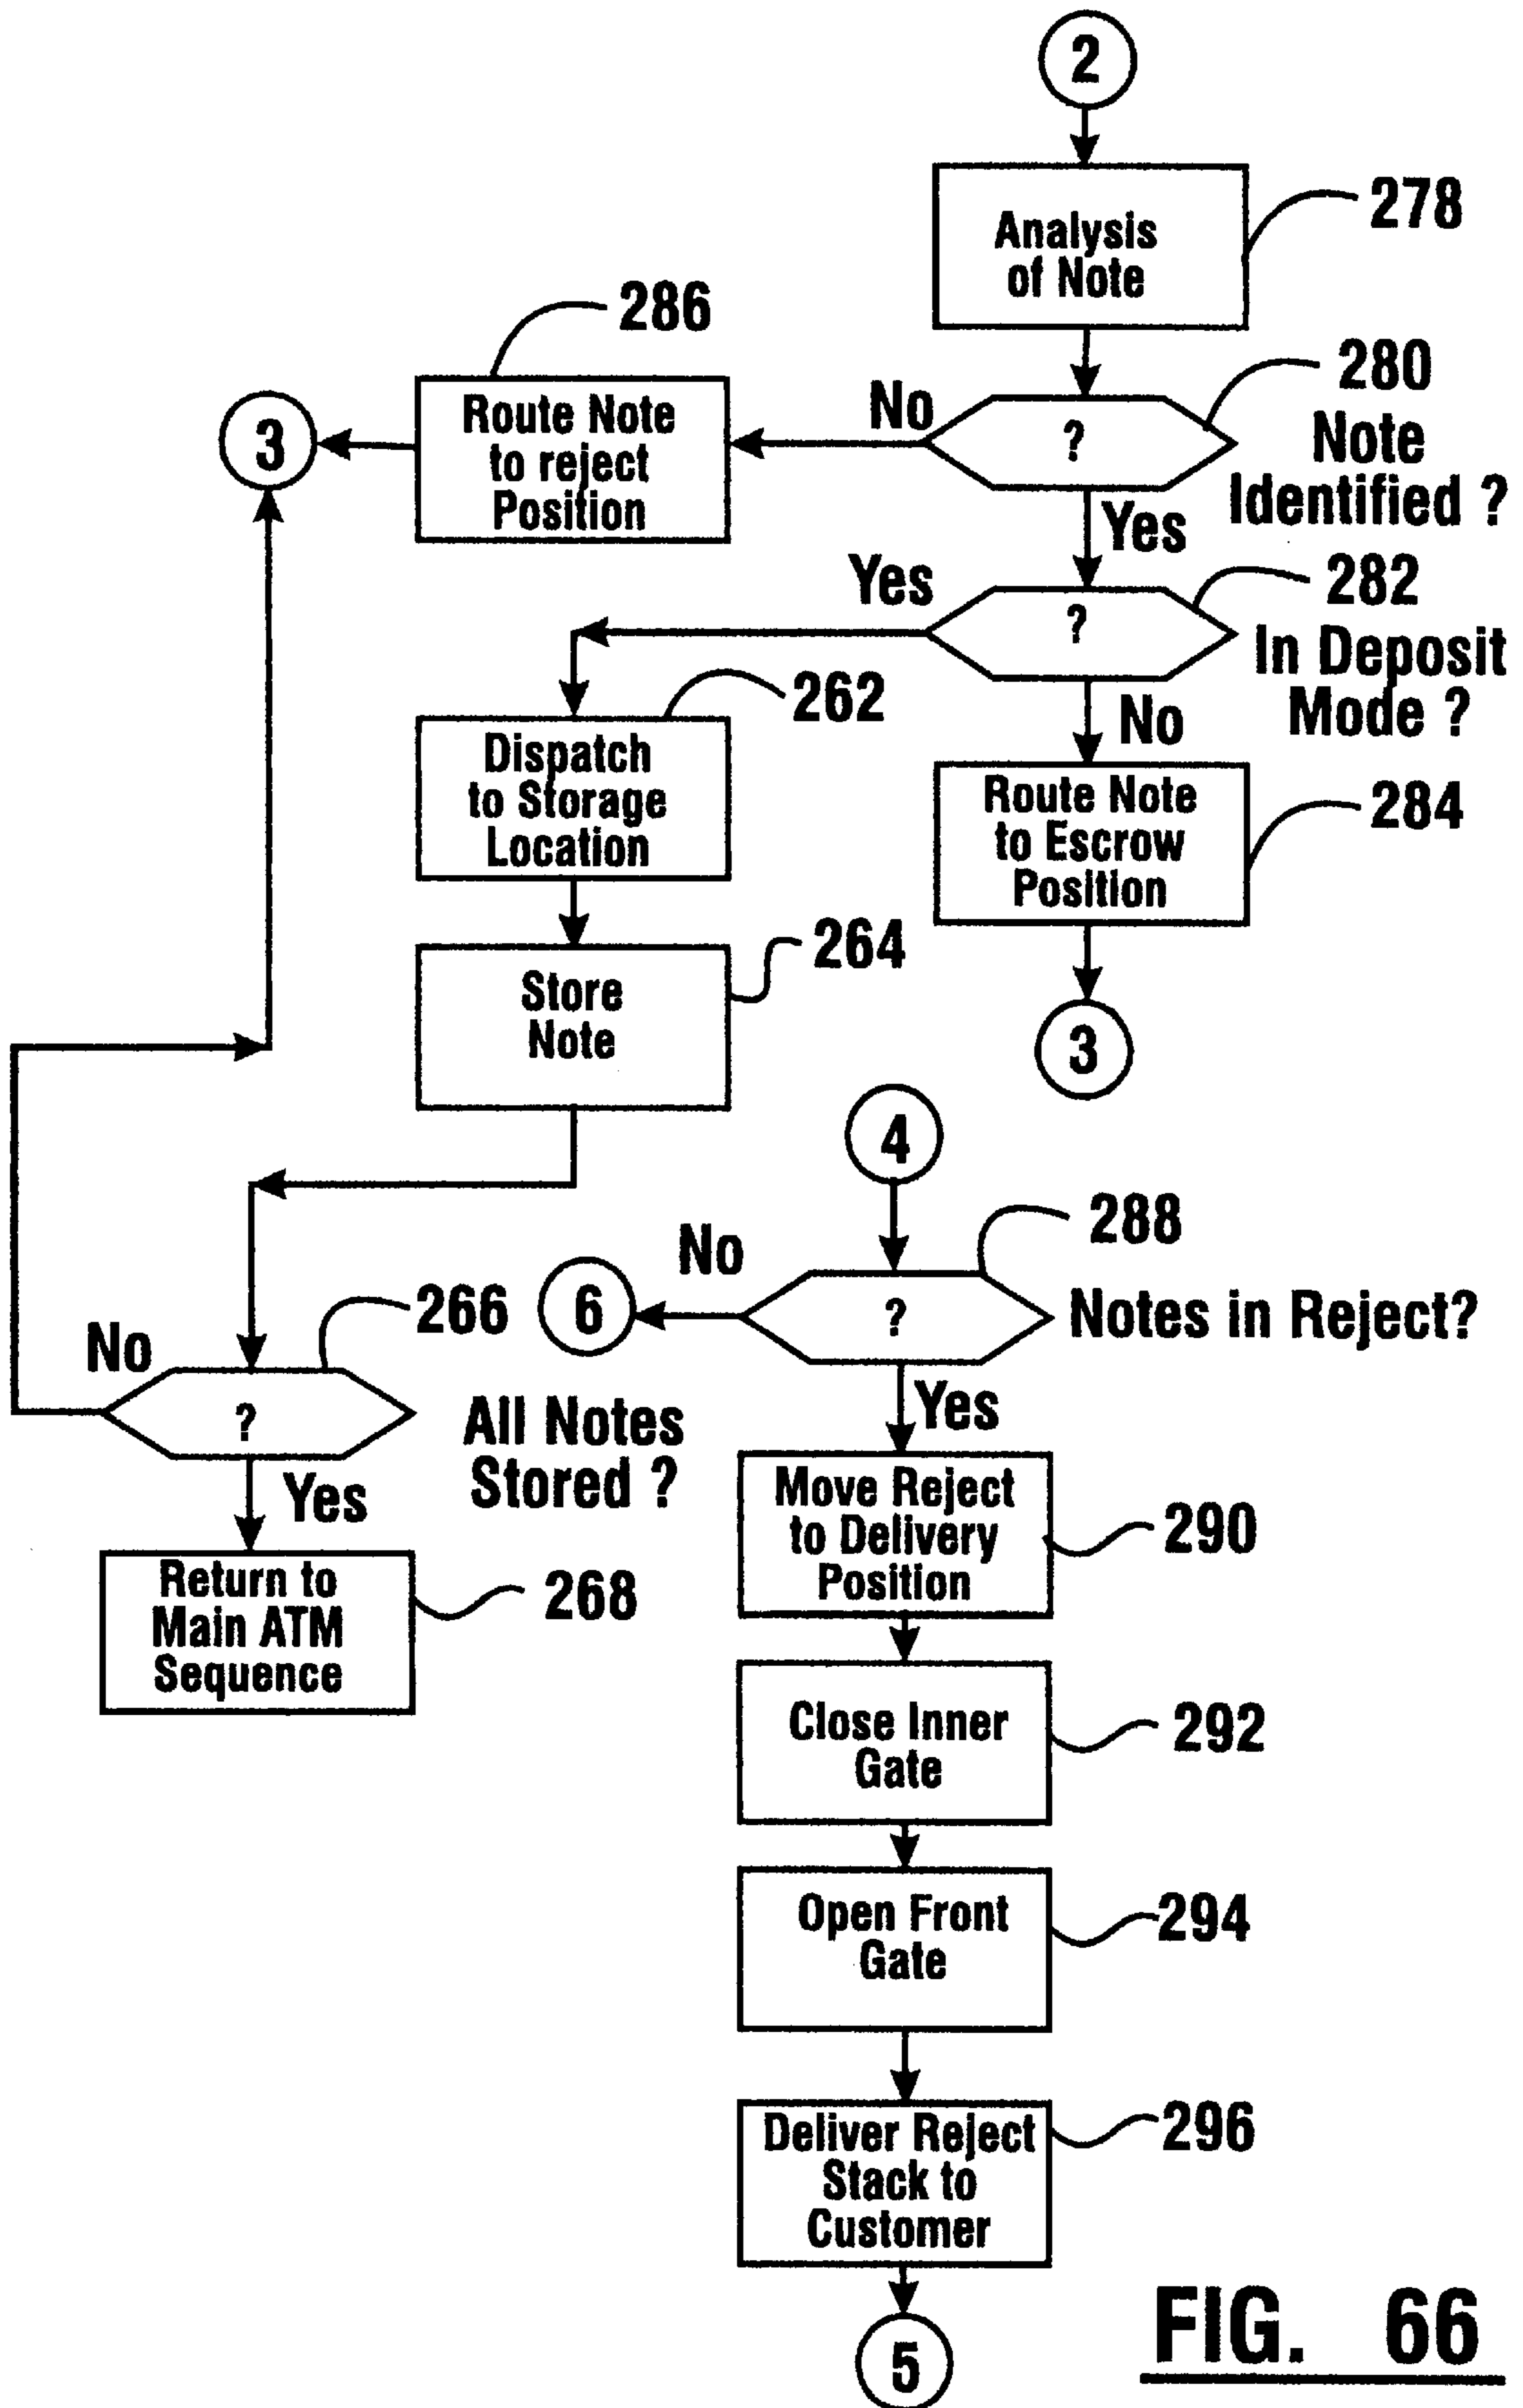 2
Analysis
of Note
278
286
280
Note
Identified ?
?
No
Route Note
to reject
Position
3
Yes
282
In Deposit
Mode ?
?
Yes
262
Dispatch
to Storage
Location
No
Route Note
to Escrow
Position
284
3
264
Store
Note
4
288
No
?
Notes in Reject?
6
266
No
?
All Notes
Stored ?
Yes
Return to
Main ATM
Sequence
268
Yes
Move Reject
to Delivery
Position
290
Close Inner
Gate
292
Open Front
Gate
294
Deliver Reject
Stack to
Customer
296
5
FIG. 66